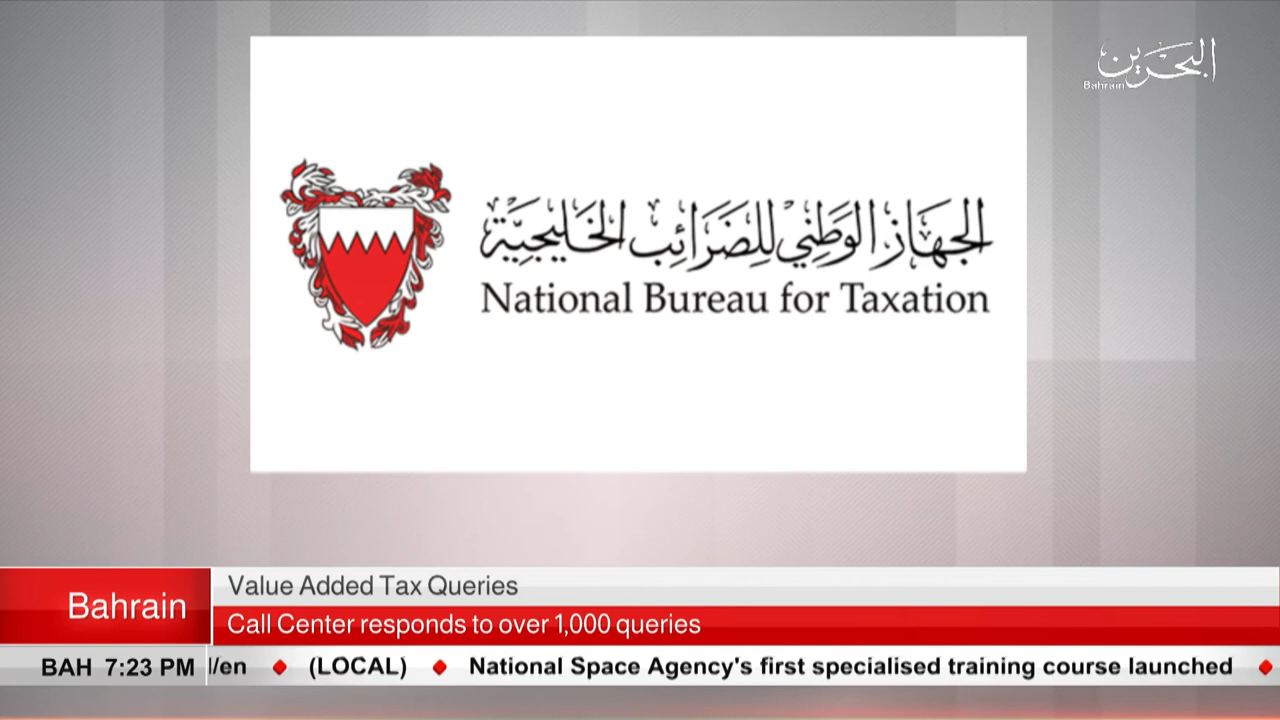 البحرين
Bahrain
الجهاز الوطني للضرائب الخليجية
National Bureau for Taxation
Bahrain
Value Added Tax Queries
Call Center responds to over 1,000 queries
BAH 7:23 PM l/en (LOCAL) National Space Agency's first specialised training course launched